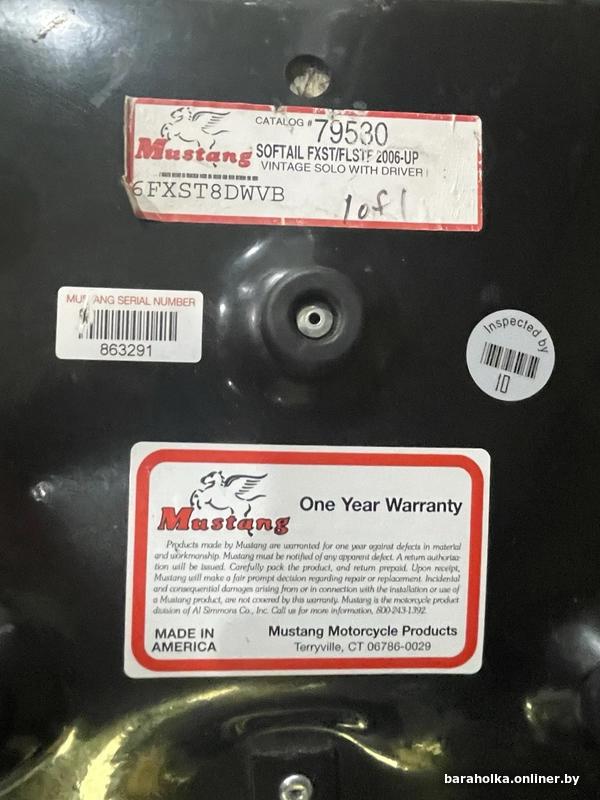 CATALOG # 79530
Mustang
SOFTAIL FXST/FLSTF 2006-UP
VINTAGE SOLO WITH DRIVER
6FXST8DWVB
1 of 1
MUSTANG SERIAL NUMBER
863291
Inspected by
10
Mustang
One Year Warranty
Products made by Mustang are warranted for one year against defects in material
and workmanship. Mustang must be notified of any apparent defect. A return authoriza-
tion will be issued. Carefully pack the product, and return prepaid. Upon receipt,
Mustang will make a fair prompt decision regarding repair or replacement. Incidental
and consequential damages arising from or in connection with the installation or use of
a Mustang product, are not covered by this warranty. Mustang is the motorcycle product
division of Al Simmons Co., Inc. Call us for more information, 800-243-1392.
MADE IN
AMERICA
Mustang Motorcycle Products
Terryville, CT 06786-0029
baraholka.onliner.by